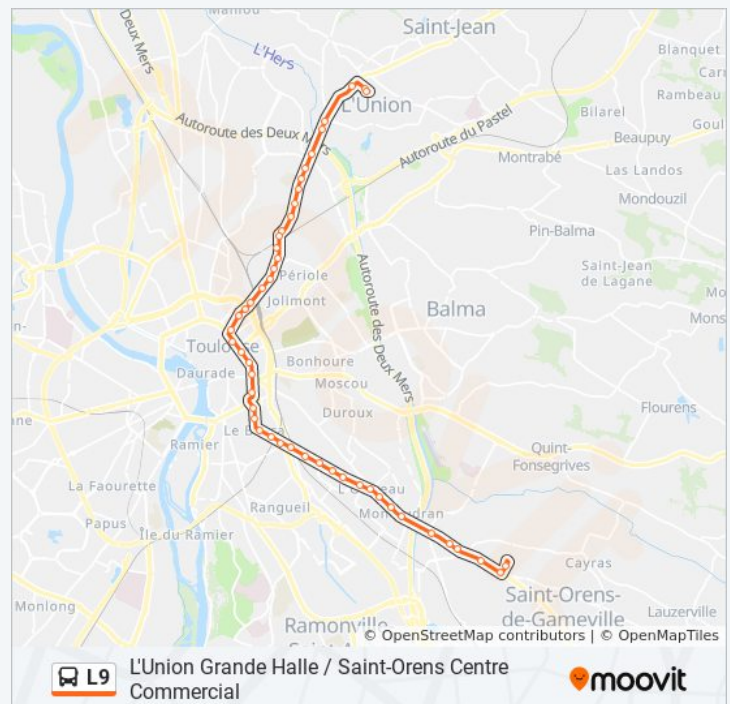 Maniou
Saint-Jean
Deux Mers
L'Hers
Blanquet
L'Union
Rambeau
Bilarel
Goul
Autoroute des Deux Mers
Autoroute du Pastel
Beaupuy
Montrabé
Las Landos
Mondouzil
Pin-Balma
Périole
Saint-Jean
de Lagane
Jolimont
Autoroute des Deux Mers
Balma
Mons
Toulouse
Bonhoure
Daurade
Moscou
Flourens
Duroux
Ramier
Quint-
Fonsegrives
La Faourette
Rangueil
Papus
Île du Ramier
Cayras
Saint-Orens-
de-Gameville
Monlong
Lauzerville
Ramonville
© OpenStreetMap contributors | © OpenMapTiles
L9
L'Union Grande Halle / Saint-Orens Centre
Commercial
moovit